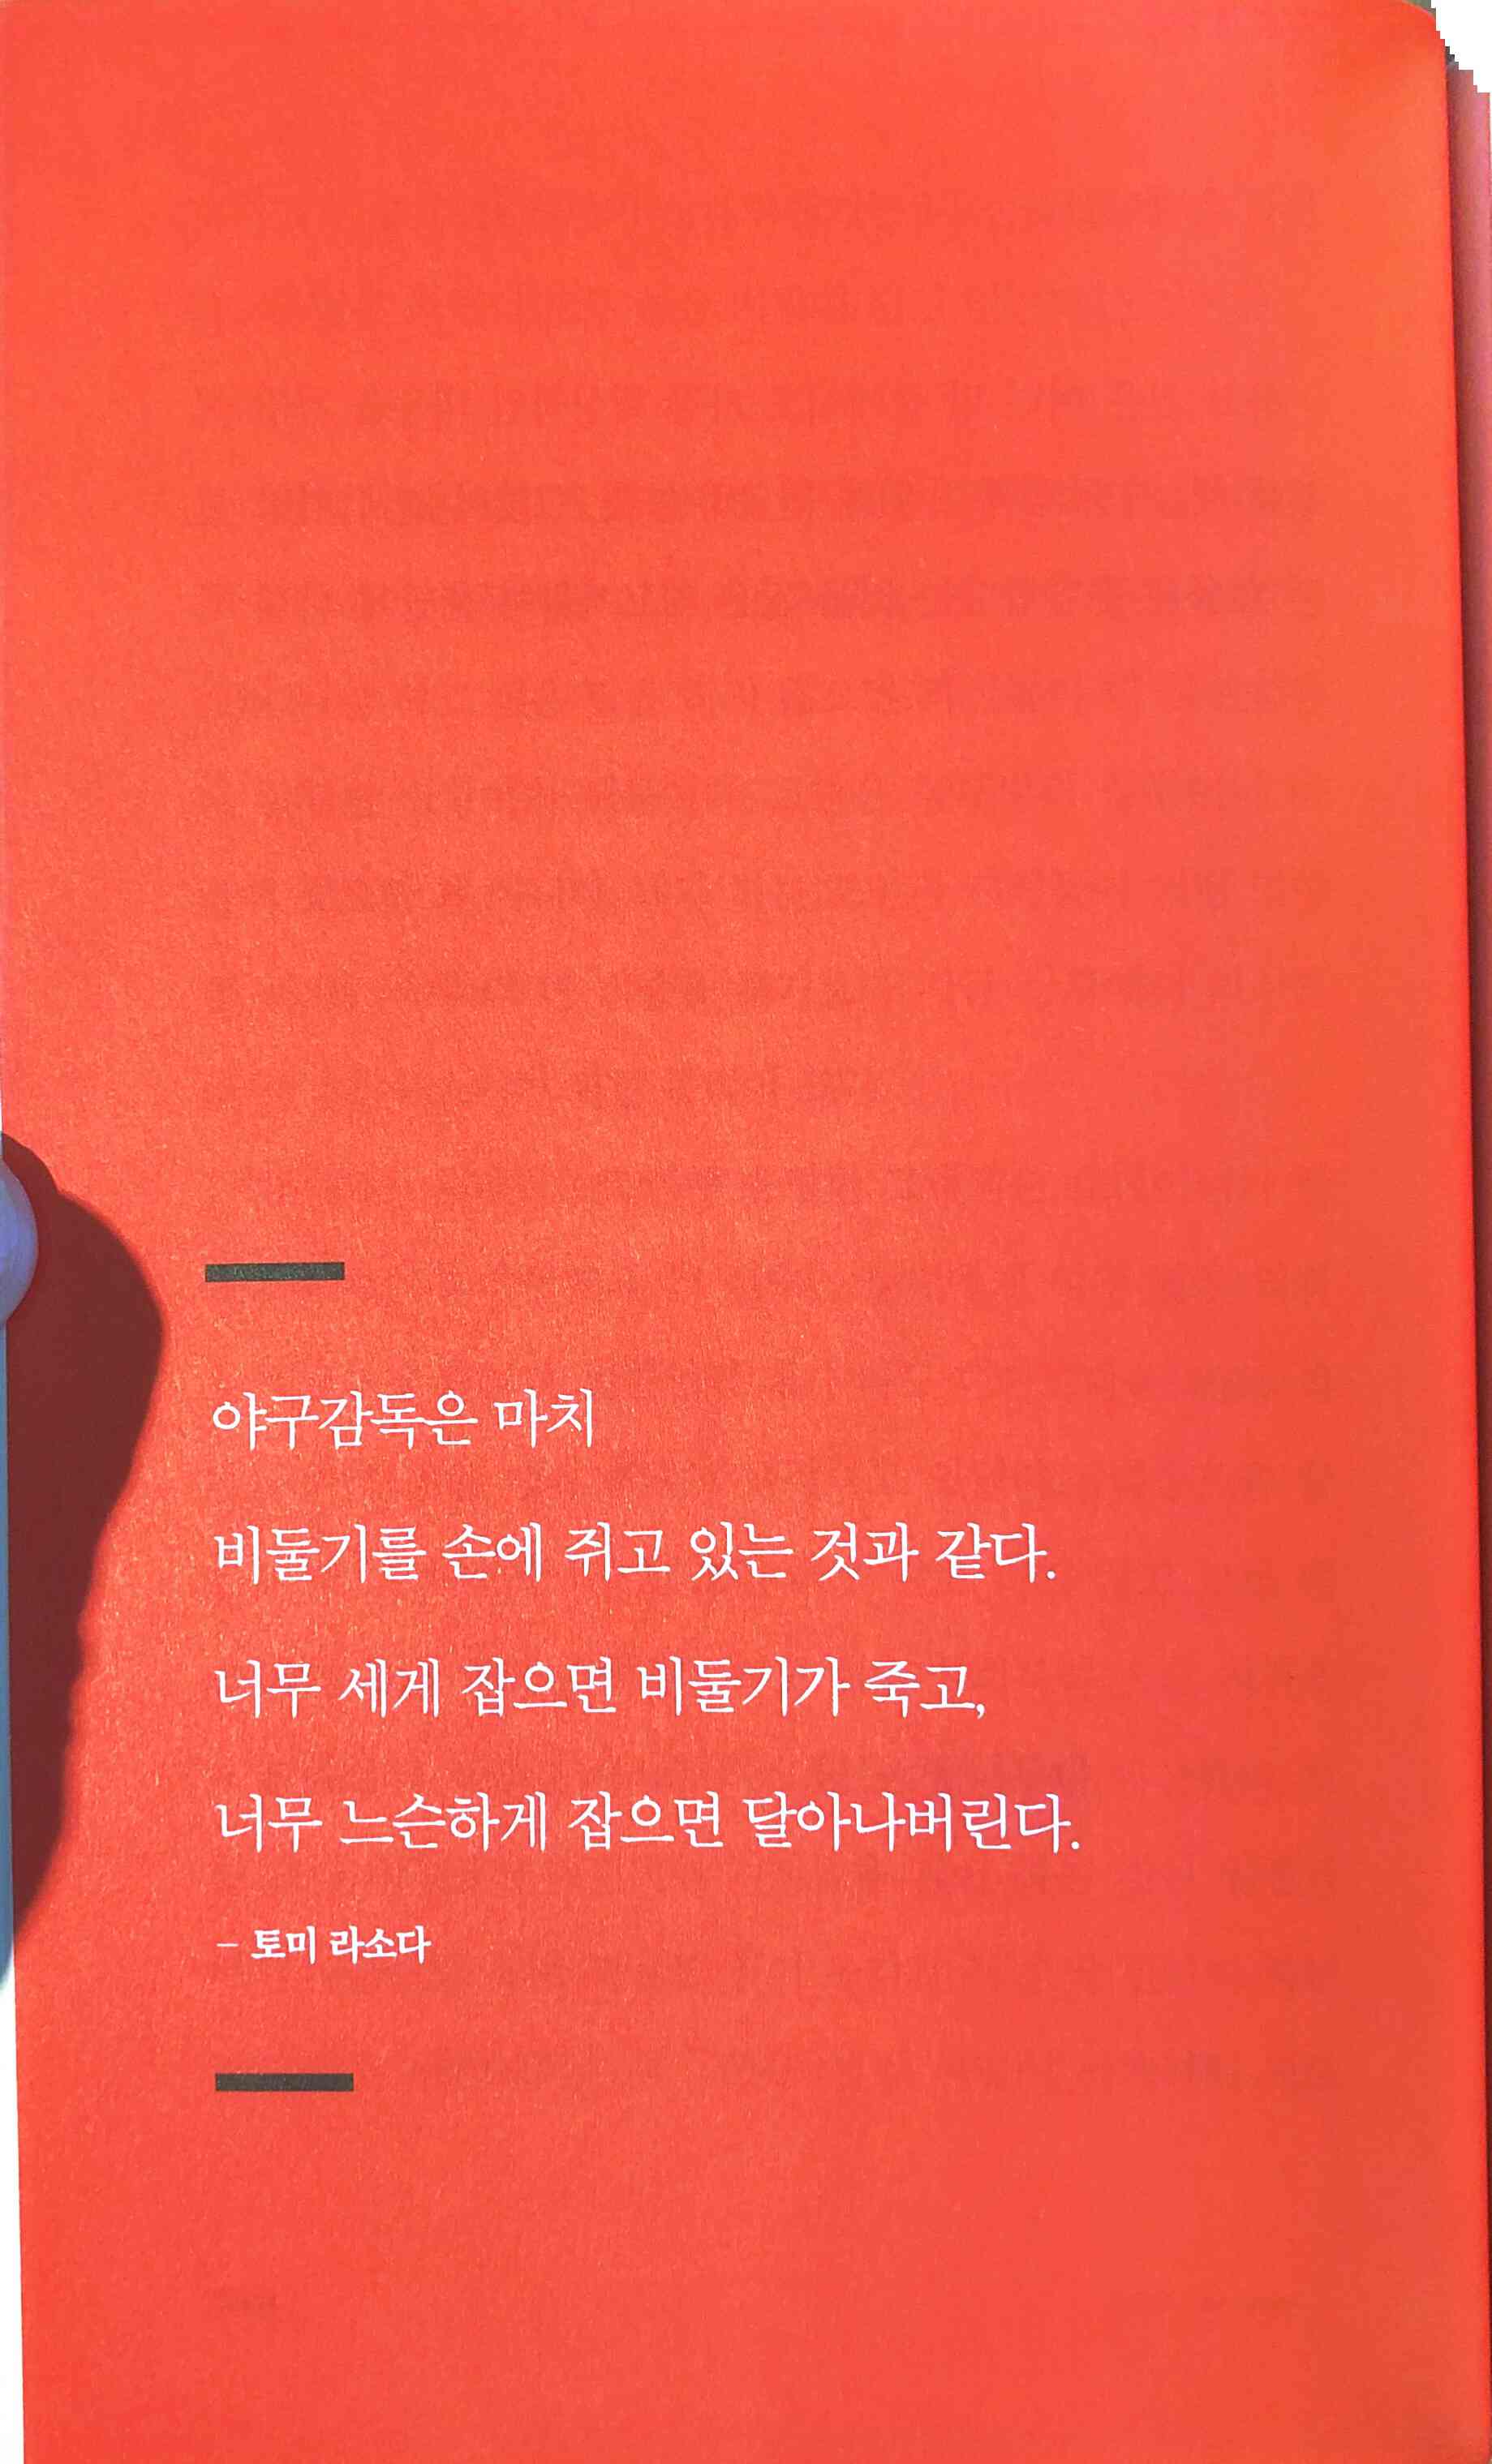 야구감독은 마치
비둘기를 손에 쥐고 있는 것과 같다.
너무 세게 잡으면 비둘기가 죽고,
너무 느슨하게 잡으면 달아나버린다.
– 토미 라소다